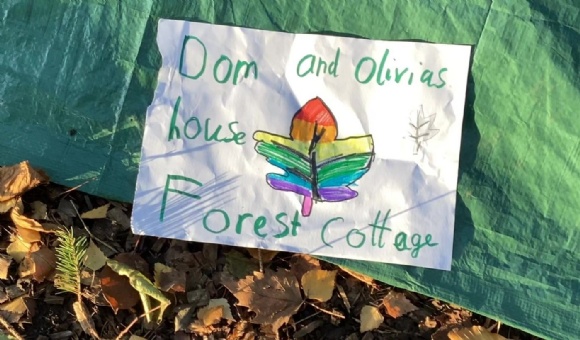 Dom and Olivias
house
Forest Cottage